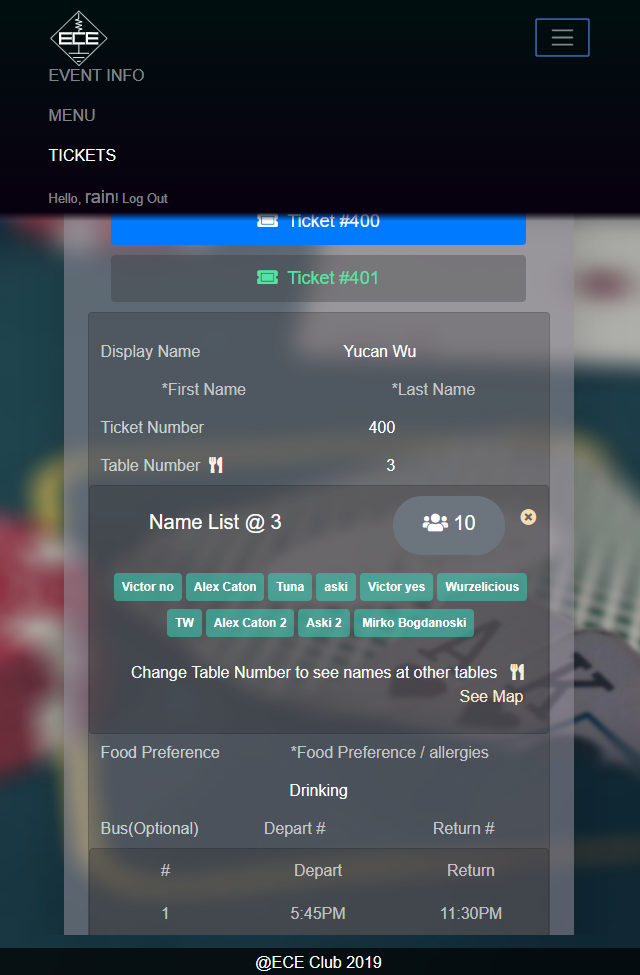 ECE
EVENT INFO
MENU
TICKETS
Hello, rain! Log Out
Ticket #400
Ticket #401
Display Name Yucan Wu
*First Name *Last Name
Ticket Number 400
Table Number 3
Name List @ 3 10
Victor no Alex Caton Tuna aski Victor yes Wurzelicious
TW Alex Caton 2 Aski 2 Mirko Bogdanoski
Change Table Number to see names at other tables
See Map
Food Preference *Food Preference / allergies
Drinking
Bus(Optional) Depart # Return #
# Depart Return
1 5:45PM 11:30PM
@ECE Club 2019